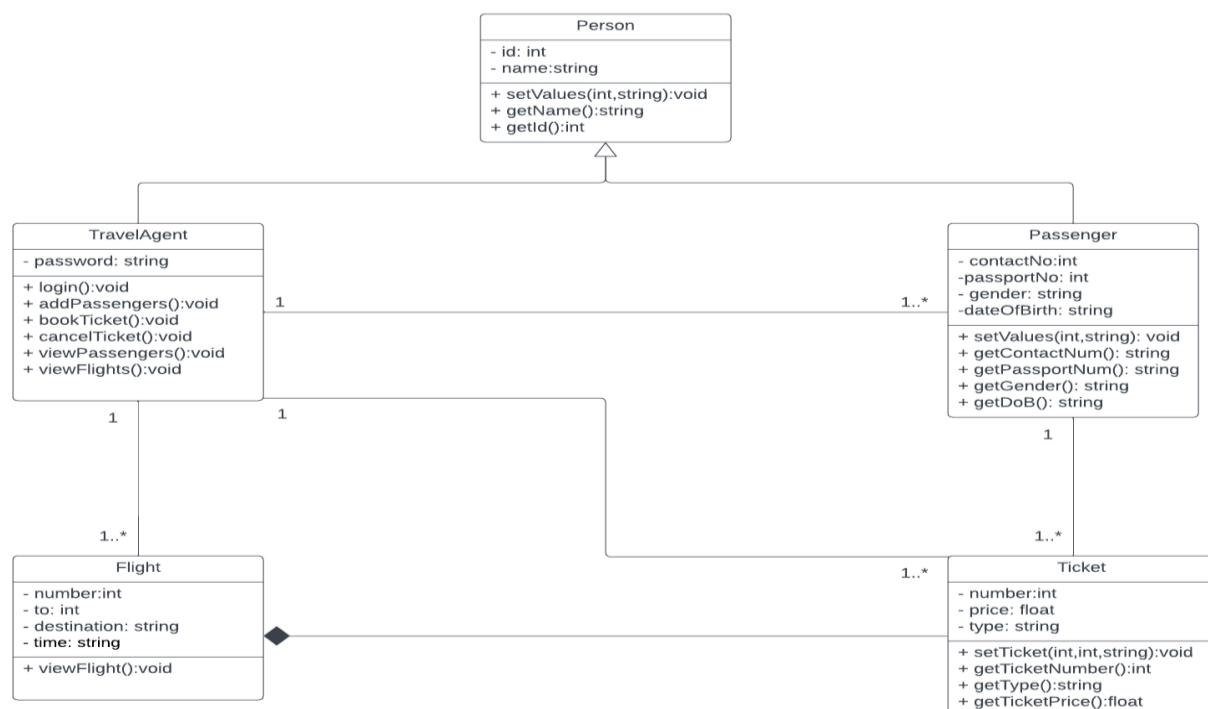 Person
- id: int
- name:string
+ setValues(int,string):void
+ getName():string
+ getId():int
TravelAgent
- password: string
+ login():void
+ addPassengers():void
+ bookTicket():void
+ cancelTicket():void
+ viewPassengers():void
+ viewFlights():void
1
1..*
Passenger
- contactNo:int
-passportNo: int
- gender: string
-dateOfBirth: string
+ setValues(int,string): void
+ getContactNum(): string
+ getPassportNum(): string
+ getGender(): string
+ getDoB(): string
1
1
1
1..*
1..*
1..*
Flight
- number:int
- to: int
- destination: string
- time: string
+ viewFlight():void
Ticket
- number:int
- price: float
- type: string
+ setTicket(int,int,string):void
+ getTicketNumber():int
+ getType():string
+ getTicketPrice():float